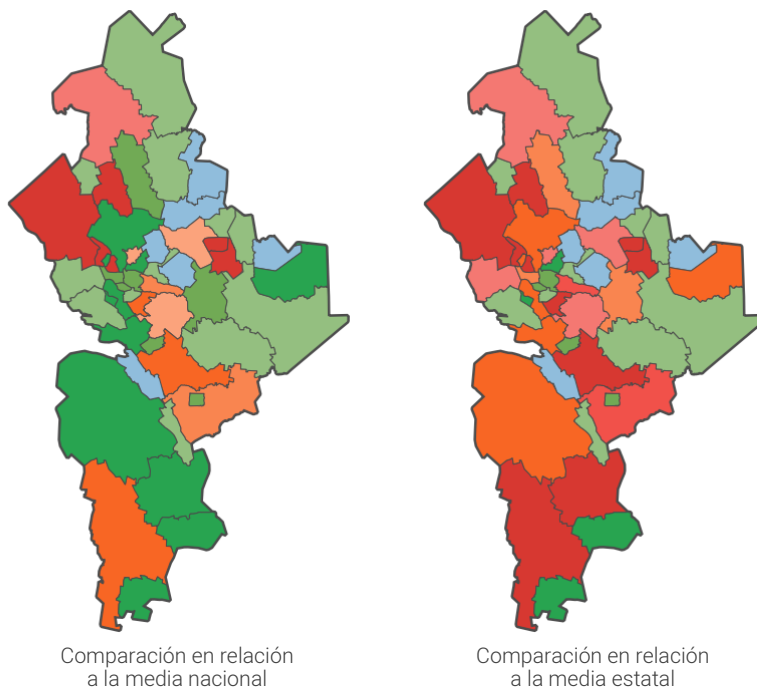 Comparación en relación
a la media nacional
Comparación en relación
a la media estatal